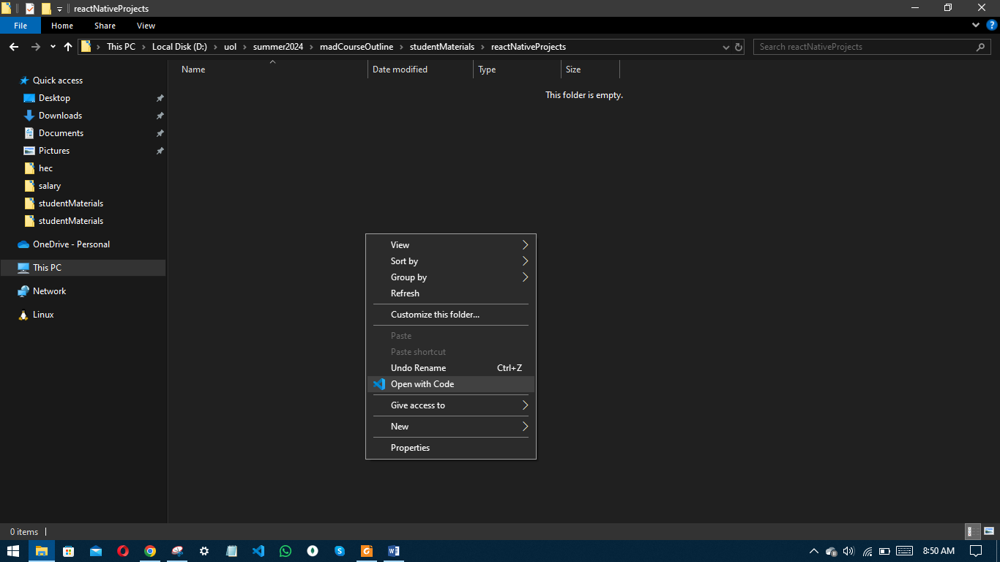 reactNativeProjects
File Home Share View
This PC Local Disk (D:) uol summer2024 madCourseOutline studentMaterials reactNativeProjects
Search reactNativeProjects
Name Date modified Type Size
This folder is empty.
Quick access
Desktop
Downloads
Documents
Pictures
hec
salary
studentMaterials
studentMaterials
OneDrive - Personal
This PC
Network
Linux
View
Sort by
Group by
Refresh
Customize this folder...
Paste
Paste shortcut
Undo Rename Ctrl+Z
Open with Code
Give access to
New
Properties
0 items
8:50 AM